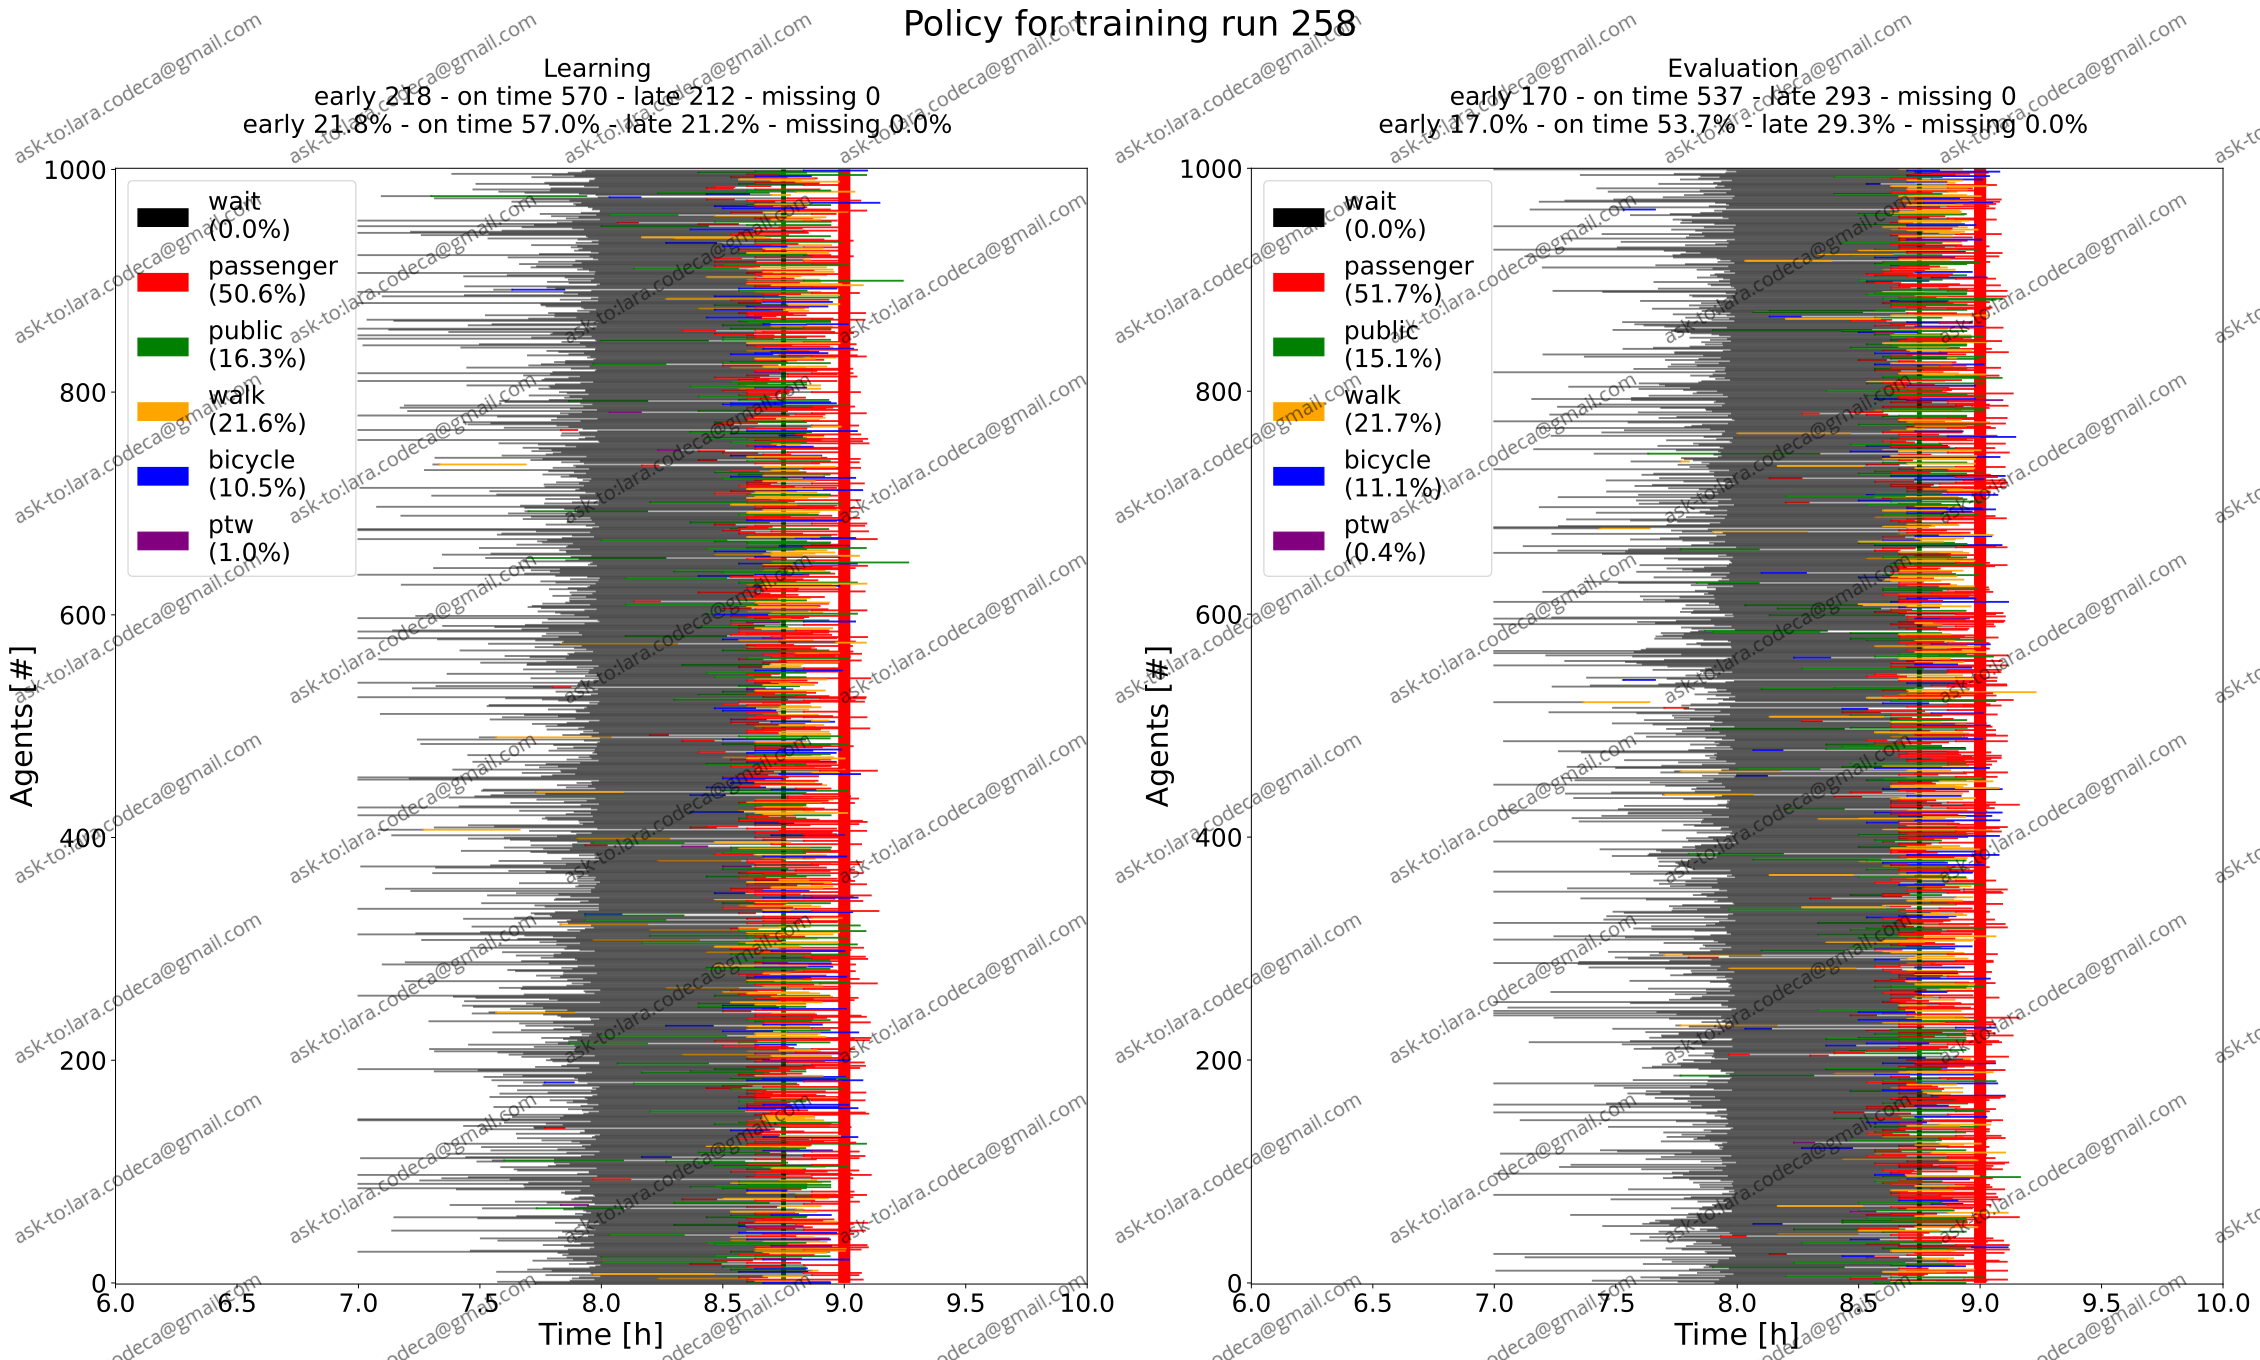 Policy for training run 258
Learning
early 218 - on time 570 - late 212 - missing 0
early 21.8% - on time 57.0% - late 21.2% - missing 0.0%
1000
800
600
400
200
0
Agents [#]
wait
(0.0%)
passenger
(50.6%)
public
(16.3%)
walk
(21.6%)
bicycle
(10.5%)
ptw
(1.0%)
6.0 6.5 7.0 7.5 8.0 8.5 9.0 9.5 10.0
Time [h]
Evaluation
early 170 - on time 537 - late 293 - missing 0
early 17.0% - on time 53.7% - late 29.3% - missing 0.0%
1000
800
600
400
200
0
Agents [#]
wait
(0.0%)
passenger
(51.7%)
public
(15.1%)
walk
(21.7%)
bicycle
(11.1%)
ptw
(0.4%)
6.0 6.5 7.0 7.5 8.0 8.5 9.0 9.5 10.0
Time [h]
ask-to:lara.codeca@gmail.com